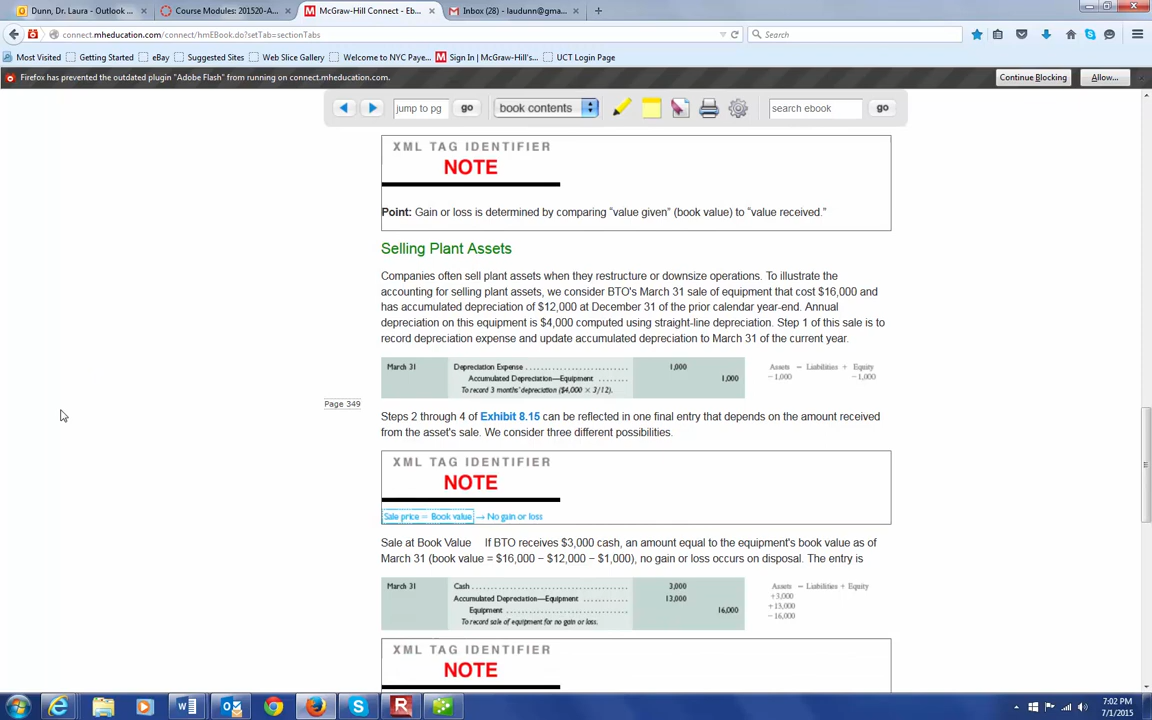 Dunn, Dr. Laura - Outlook ...
Course Modules: 201520-A...
McGraw-Hill Connect - Eb...
Inbox (28) - laudunn@gma...
connect.mheducation.com/connect/hmEBook.do?setTab=sectionTabs
Search
Most Visited
Getting Started
eBay
Suggested Sites
Web Slice Gallery
Welcome to NYC Paye...
Sign In | McGraw-Hill's...
UCT Login Page
Firefox has prevented the outdated plugin "Adobe Flash" from running on connect.mheducation.com.
Continue Blocking
Allow...
jump to pg
go
book contents
search ebook
go
XML TAG IDENTIFIER
NOTE
Point: Gain or loss is determined by comparing “value given” (book value) to “value received.”
Selling Plant Assets
Companies often sell plant assets when they restructure or downsize operations. To illustrate the
accounting for selling plant assets, we consider BTO's March 31 sale of equipment that cost $16,000 and
has accumulated depreciation of $12,000 at December 31 of the prior calendar year-end. Annual
depreciation on this equipment is $4,000 computed using straight-line depreciation. Step 1 of this sale is to
record depreciation expense and update accumulated depreciation to March 31 of the current year.
March 31 Depreciation Expense 1,000
Accumulated Depreciation—Equipment 1,000
To record 3 months' depreciation ($4,000 × 3/12).
Assets = Liabilities + Equity
−1,000 −1,000
Page 349
Steps 2 through 4 of Exhibit 8.15 can be reflected in one final entry that depends on the amount received
from the asset's sale. We consider three different possibilities.
XML TAG IDENTIFIER
NOTE
Sale price = Book value → No gain or loss
Sale at Book Value If BTO receives $3,000 cash, an amount equal to the equipment's book value as of
March 31 (book value = $16,000 − $12,000 − $1,000), no gain or loss occurs on disposal. The entry is
March 31 Cash 3,000
Accumulated Depreciation—Equipment 13,000
Equipment 16,000
To record sale of equipment for no gain or loss.
Assets = Liabilities + Equity
+3,000
+13,000
−16,000
XML TAG IDENTIFIER
NOTE
7:02 PM
7/1/2015